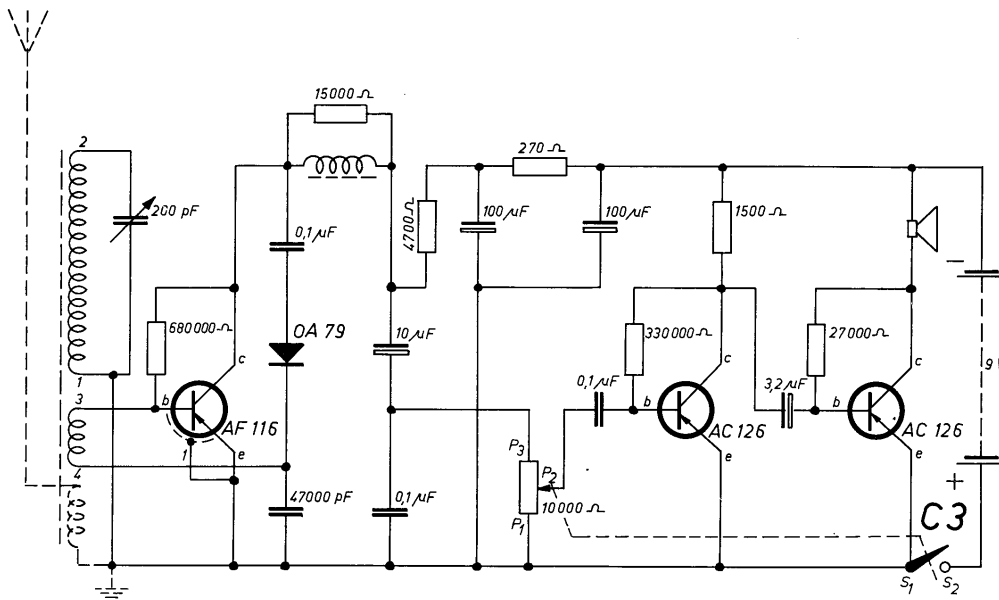 15000 Ω
2
270 Ω
200 pF
4700 Ω
100 µF
100 µF
1500 Ω
0,1 µF
−
680000 Ω
OA 79
10 µF
330000 Ω
27000 Ω
9 V
1
3
b
c
AF 116
1
e
0,1 µF
b
c
AC 126
e
3,2 µF
b
c
AC 126
e
4
P3
P2
10000 Ω
P1
+
47000 pF
0,1 µF
C3
S1
S2